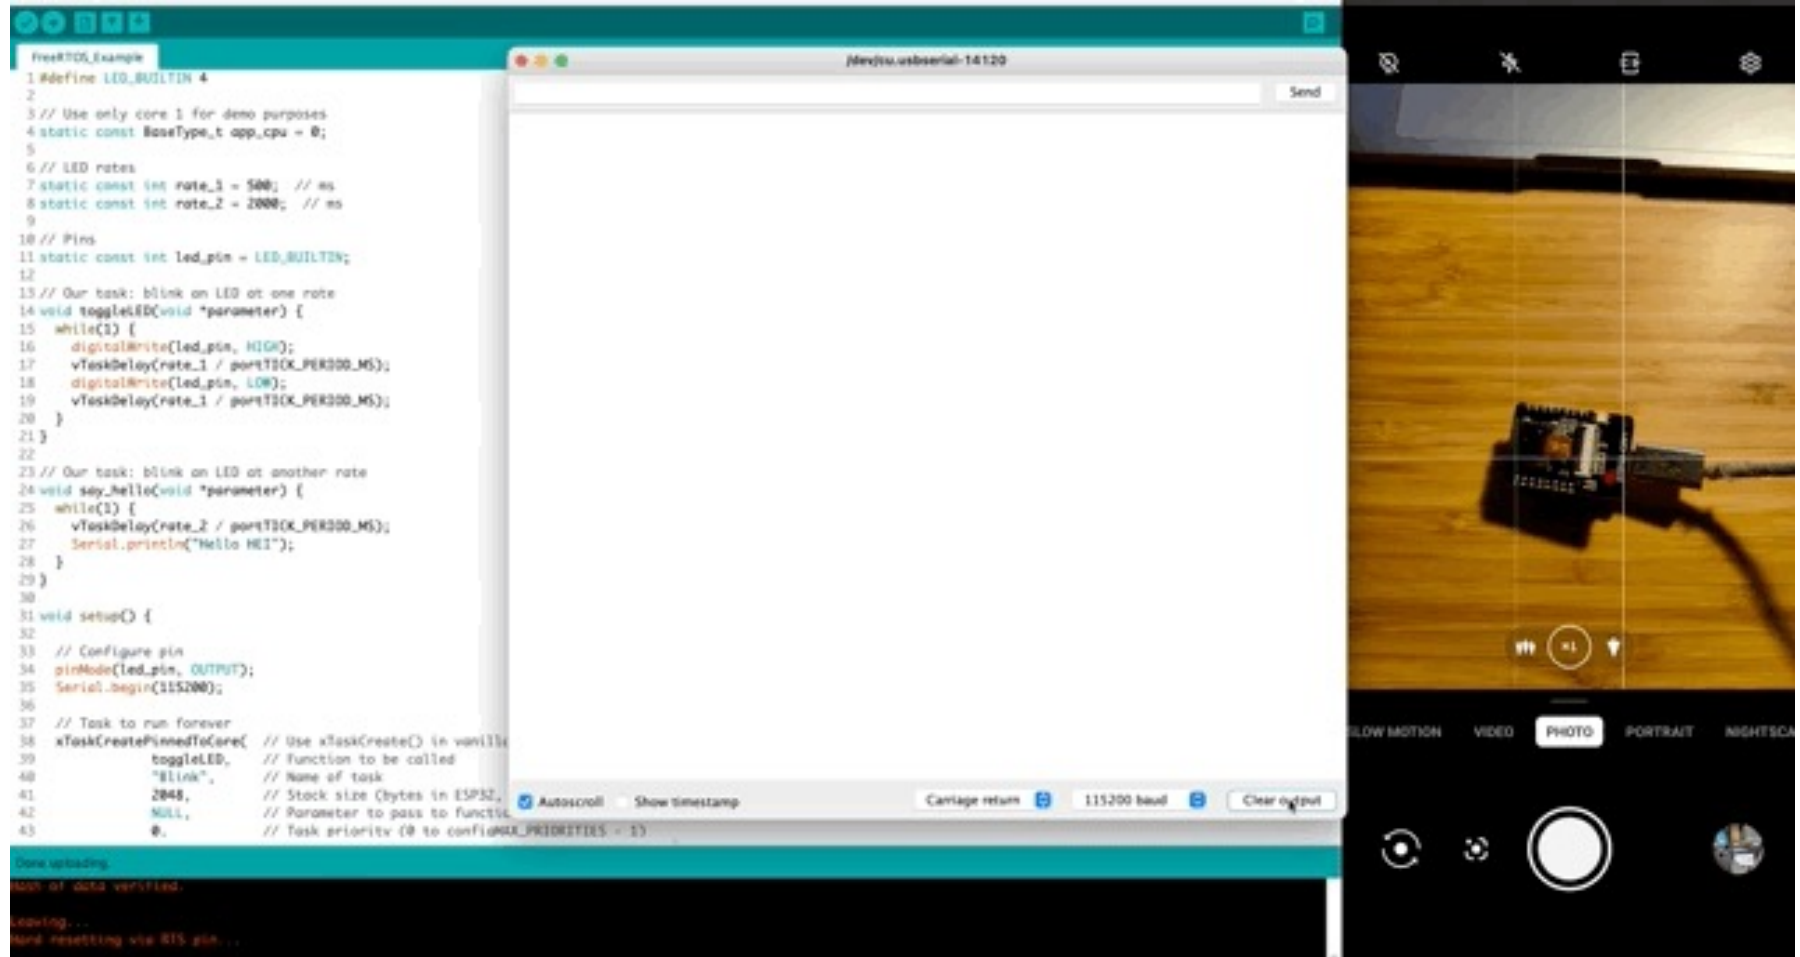 FreeRTOS_Example
1 #define LED_BUILTIN 4
2
3 // Use only core 1 for demo purposes
4 static const BaseType_t app_cpu = 0;
5
6 // LED rates
7 static const int rate_1 = 500;  // ms
8 static const int rate_2 = 2000;  // ms
9
10 // Pins
11 static const int led_pin = LED_BUILTIN;
12
13 // Our task: blink an LED at one rate
14 void toggleLED(void *parameter) {
15   while(1) {
16     digitalWrite(led_pin, HIGH);
17     vTaskDelay(rate_1 / portTICK_PERIOD_MS);
18     digitalWrite(led_pin, LOW);
19     vTaskDelay(rate_1 / portTICK_PERIOD_MS);
20   }
21 }
22
23 // Our task: blink an LED at another rate
24 void say_hello(void *parameter) {
25   while(1) {
26     vTaskDelay(rate_2 / portTICK_PERIOD_MS);
27     Serial.println("Hello HEI");
28   }
29 }
30
31 void setup() {
32
33   // Configure pin
34   pinMode(led_pin, OUTPUT);
35   Serial.begin(115200);
36
37   // Task to run forever
38   xTaskCreatePinnedToCore(  // Use xTaskCreate() in vanill
39               toggleLED,    // Function to be called
40               "Blink",      // Name of task
41               2048,         // Stack size (bytes in ESP32,
42               NULL,         // Parameter to pass to functi
43               0,            // Task priority (0 to configMAX_PRIORITIES - 1)
Done uploading.
Hash of data verified.
Leaving...
Hard resetting via RTS pin...
/dev/cu.usbserial-14120
Send
Autoscroll Show timestamp Carriage return 115200 baud Clear output
×1
SLOW MOTION VIDEO PHOTO PORTRAIT NIGHTSCA